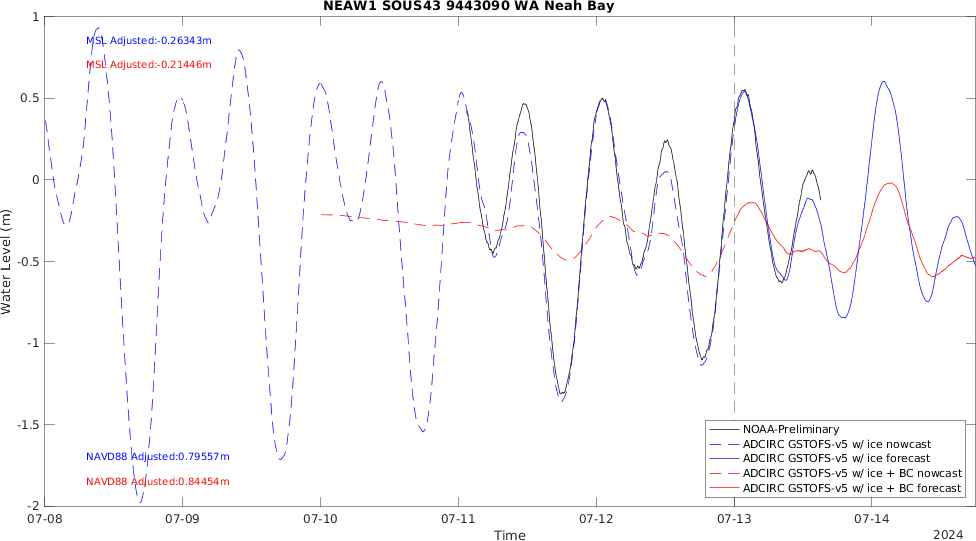 NEAW1 SOUS43 9443090 WA Neah Bay
1
MSL Adjusted:-0.26343m
MSL Adjusted:-0.21446m
0.5
0
-0.5
-1
-1.5
-2
Water Level (m)
NAVD88 Adjusted:0.79557m
NAVD88 Adjusted:0.84454m
NOAA-Preliminary
ADCIRC GSTOFS-v5 w/ ice nowcast
ADCIRC GSTOFS-v5 w/ ice forecast
ADCIRC GSTOFS-v5 w/ ice + BC nowcast
ADCIRC GSTOFS-v5 w/ ice + BC forecast
07-08 07-09 07-10 07-11 07-12 07-13 07-14
Time
2024